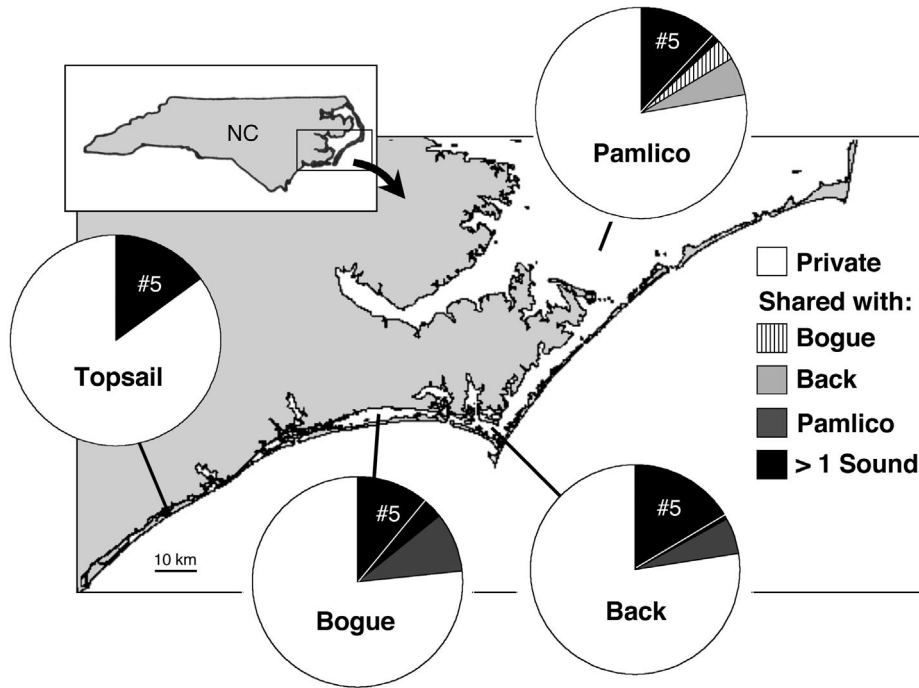 #5
Pamlico
NC
#5
Topsail
Private
Shared with:
Bogue
Back
Pamlico
> 1 Sound
10 km
#5
Bogue
#5
Back